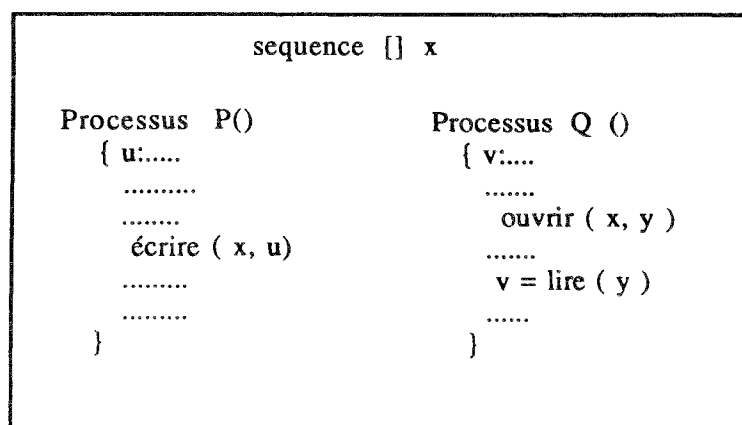 sequence [] x
Processus P()
{ u:.....
..........
........
écrire ( x, u)
.........
.........
}
Processus Q ()
{ v:....
.......
ouvrir ( x, y )
.......
v = lire ( y )
......
}